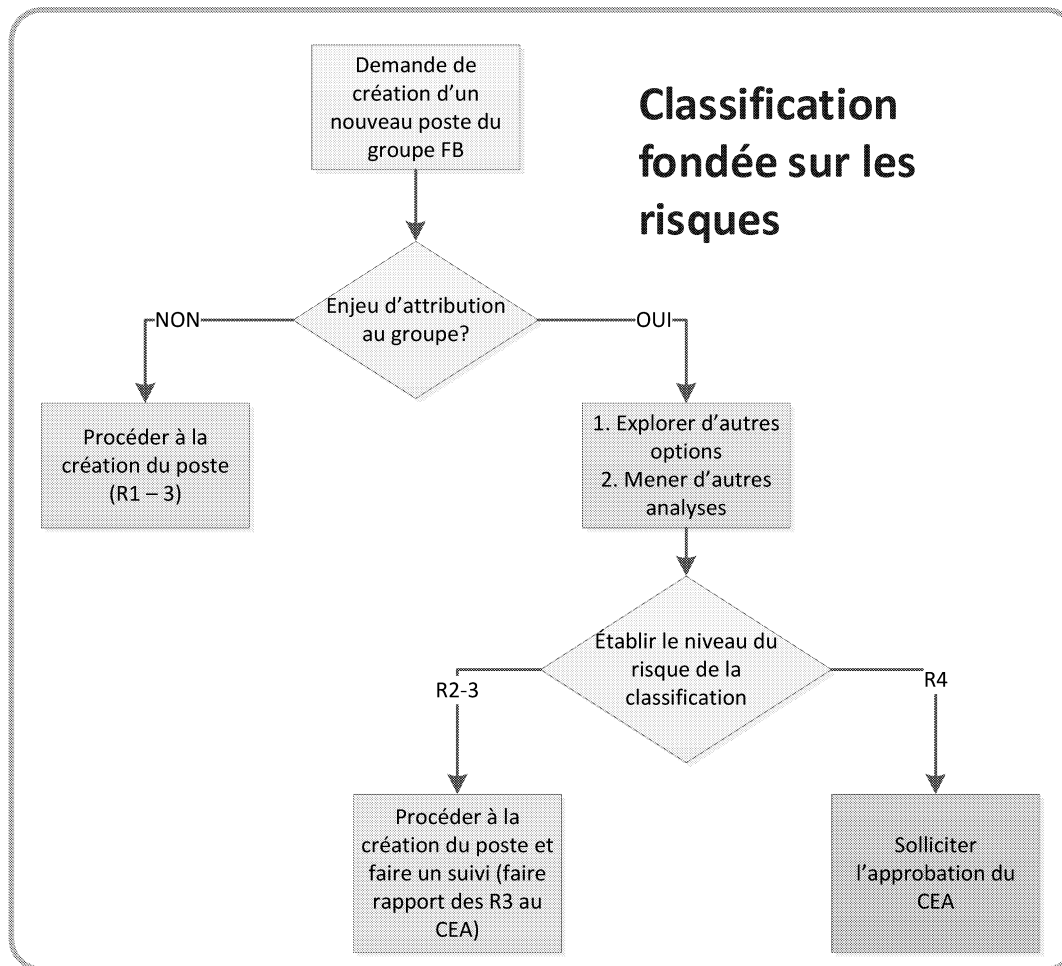 Demande de
création d'un
nouveau poste du
groupe FB
Classification
fondée sur les
risques
Enjeu d'attribution
au groupe?
NON
OUI
Procéder à la
création du poste
(R1 – 3)
1. Explorer d'autres
options
2. Mener d'autres
analyses
Établir le niveau du
risque de la
classification
R2-3
R4
Procéder à la
création du poste et
faire un suivi (faire
rapport des R3 au
CEA)
Solliciter
l'approbation du
CEA